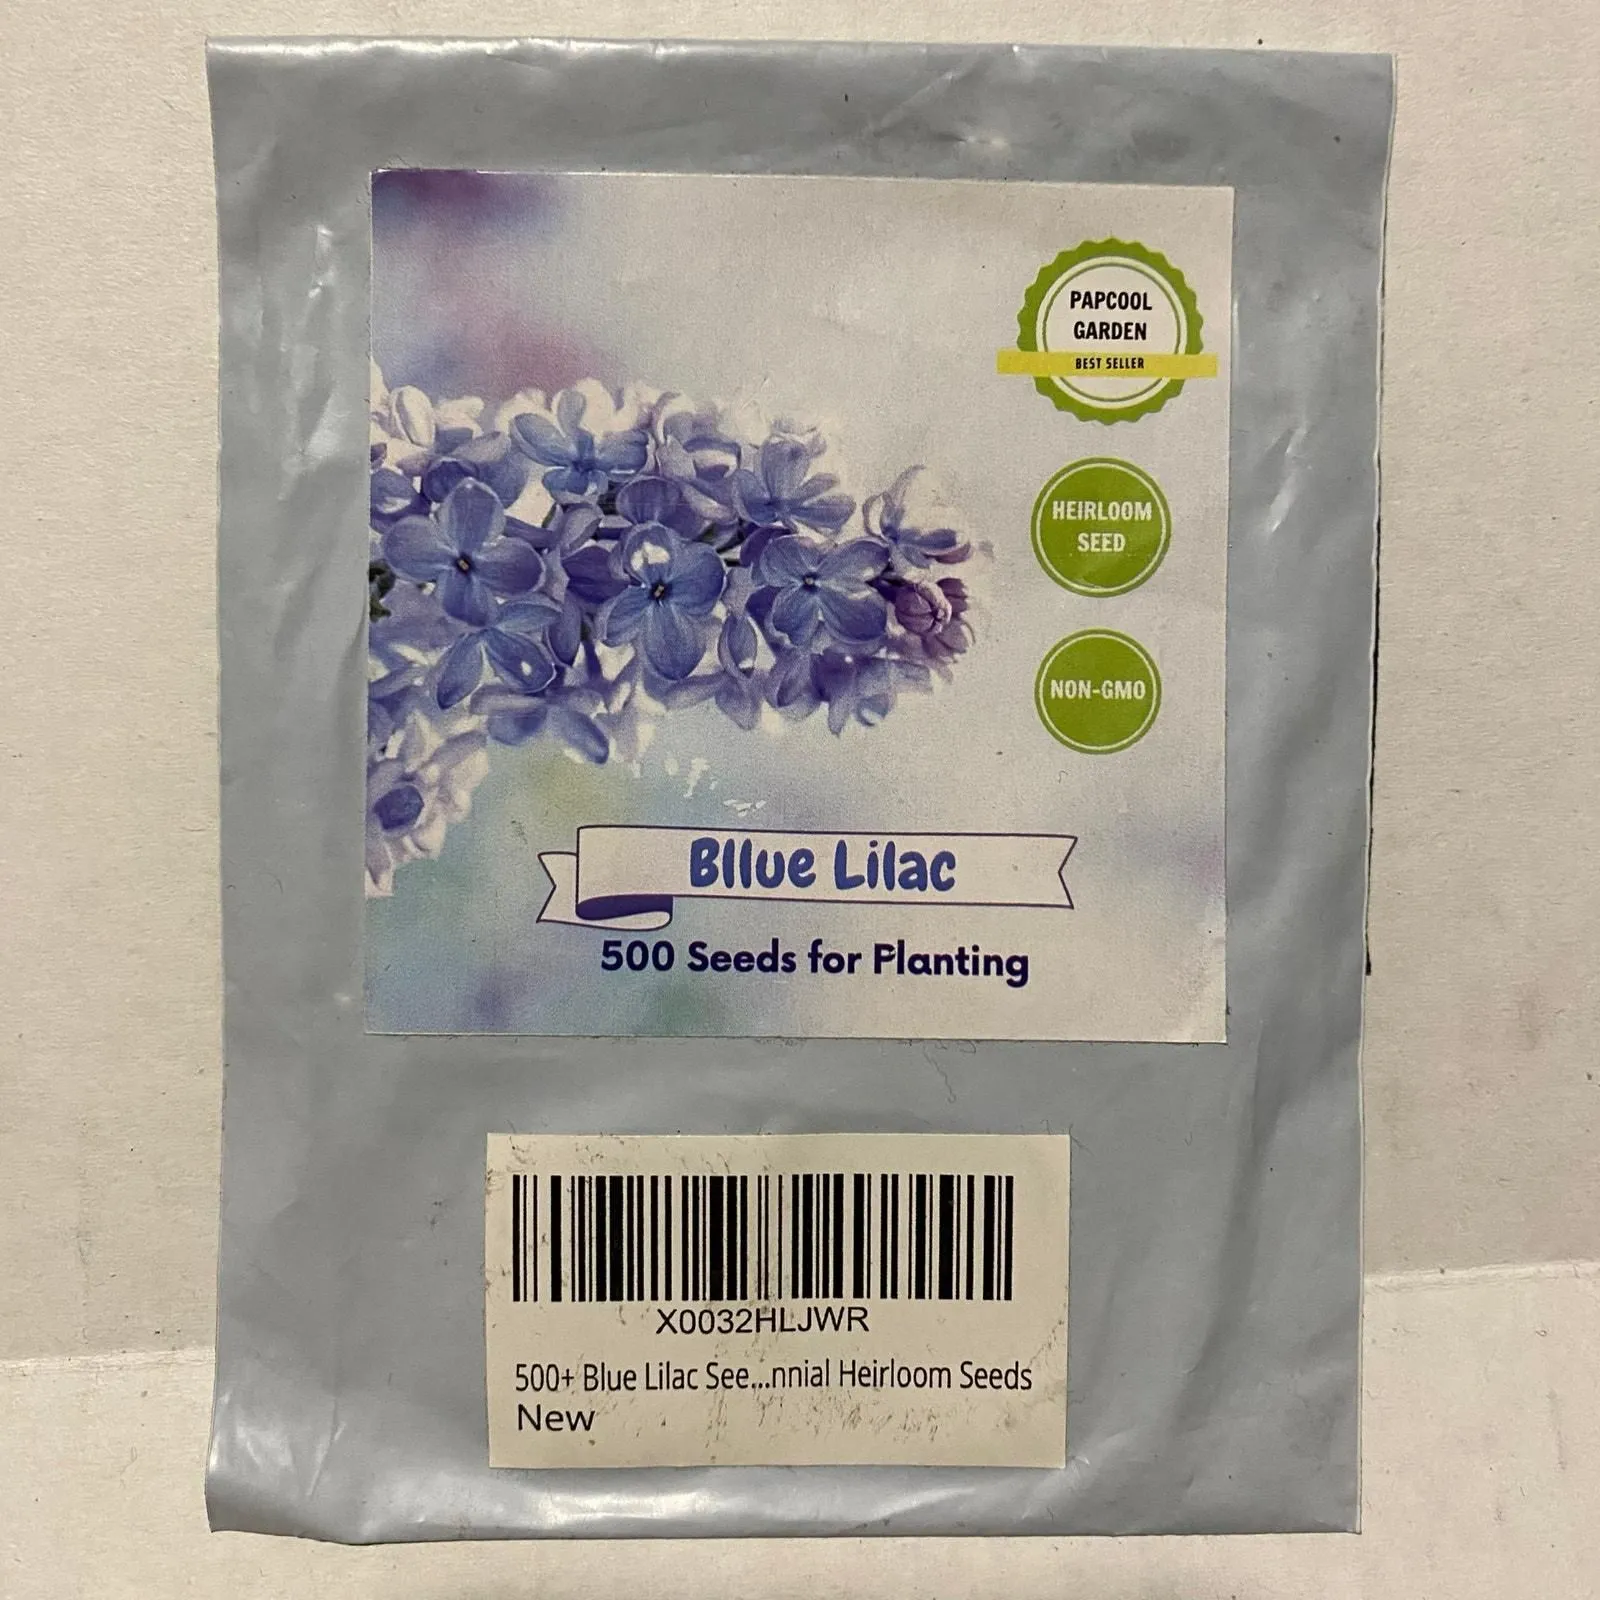 PAPCOOL
GARDEN
BEST SELLER
HEIRLOOM
SEED
NON-GMO
Bllue Lilac
500 Seeds for Planting
X0032HLJWR
500+ Blue Lilac See...nnial Heirloom Seeds
New